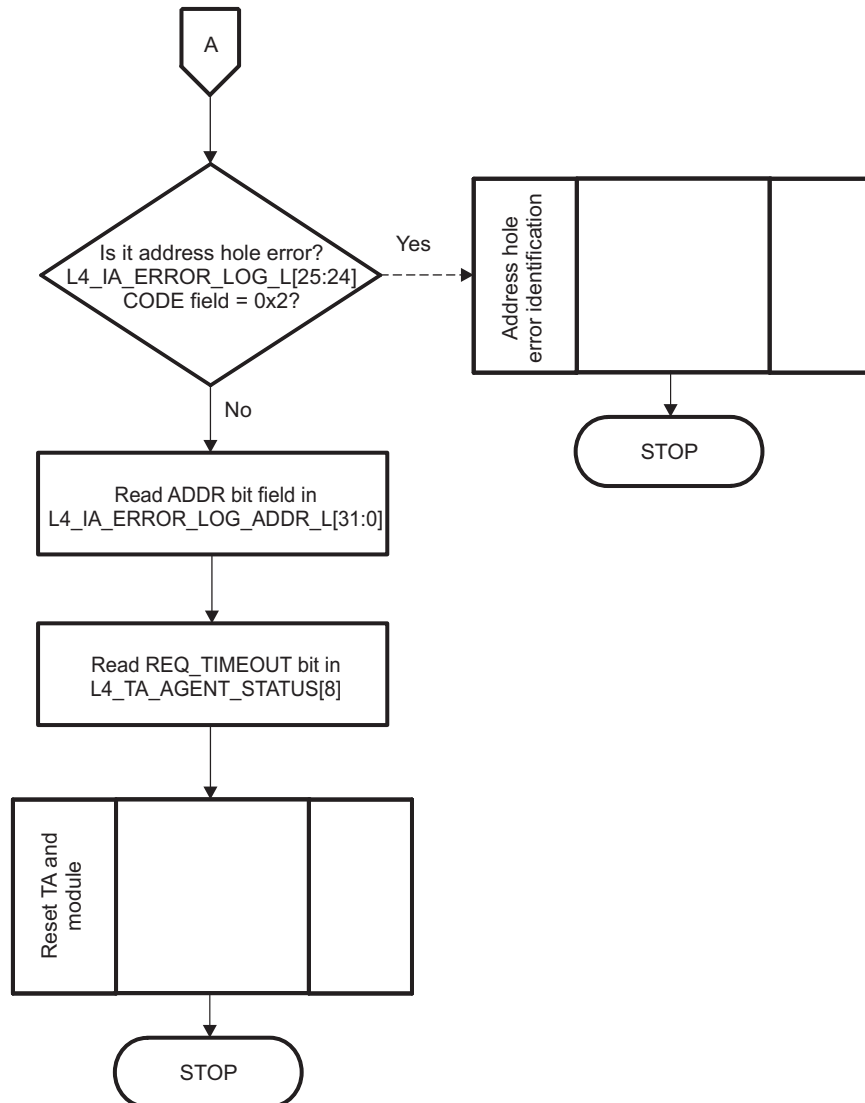 A
Is it address hole error?
L4_IA_ERROR_LOG_L[25:24]
CODE field = 0x2?
Yes
Address hole
error identification
No
STOP
Read ADDR bit field in
L4_IA_ERROR_LOG_ADDR_L[31:0]
Read REQ_TIMEOUT bit in
L4_TA_AGENT_STATUS[8]
Reset TA and
module
STOP